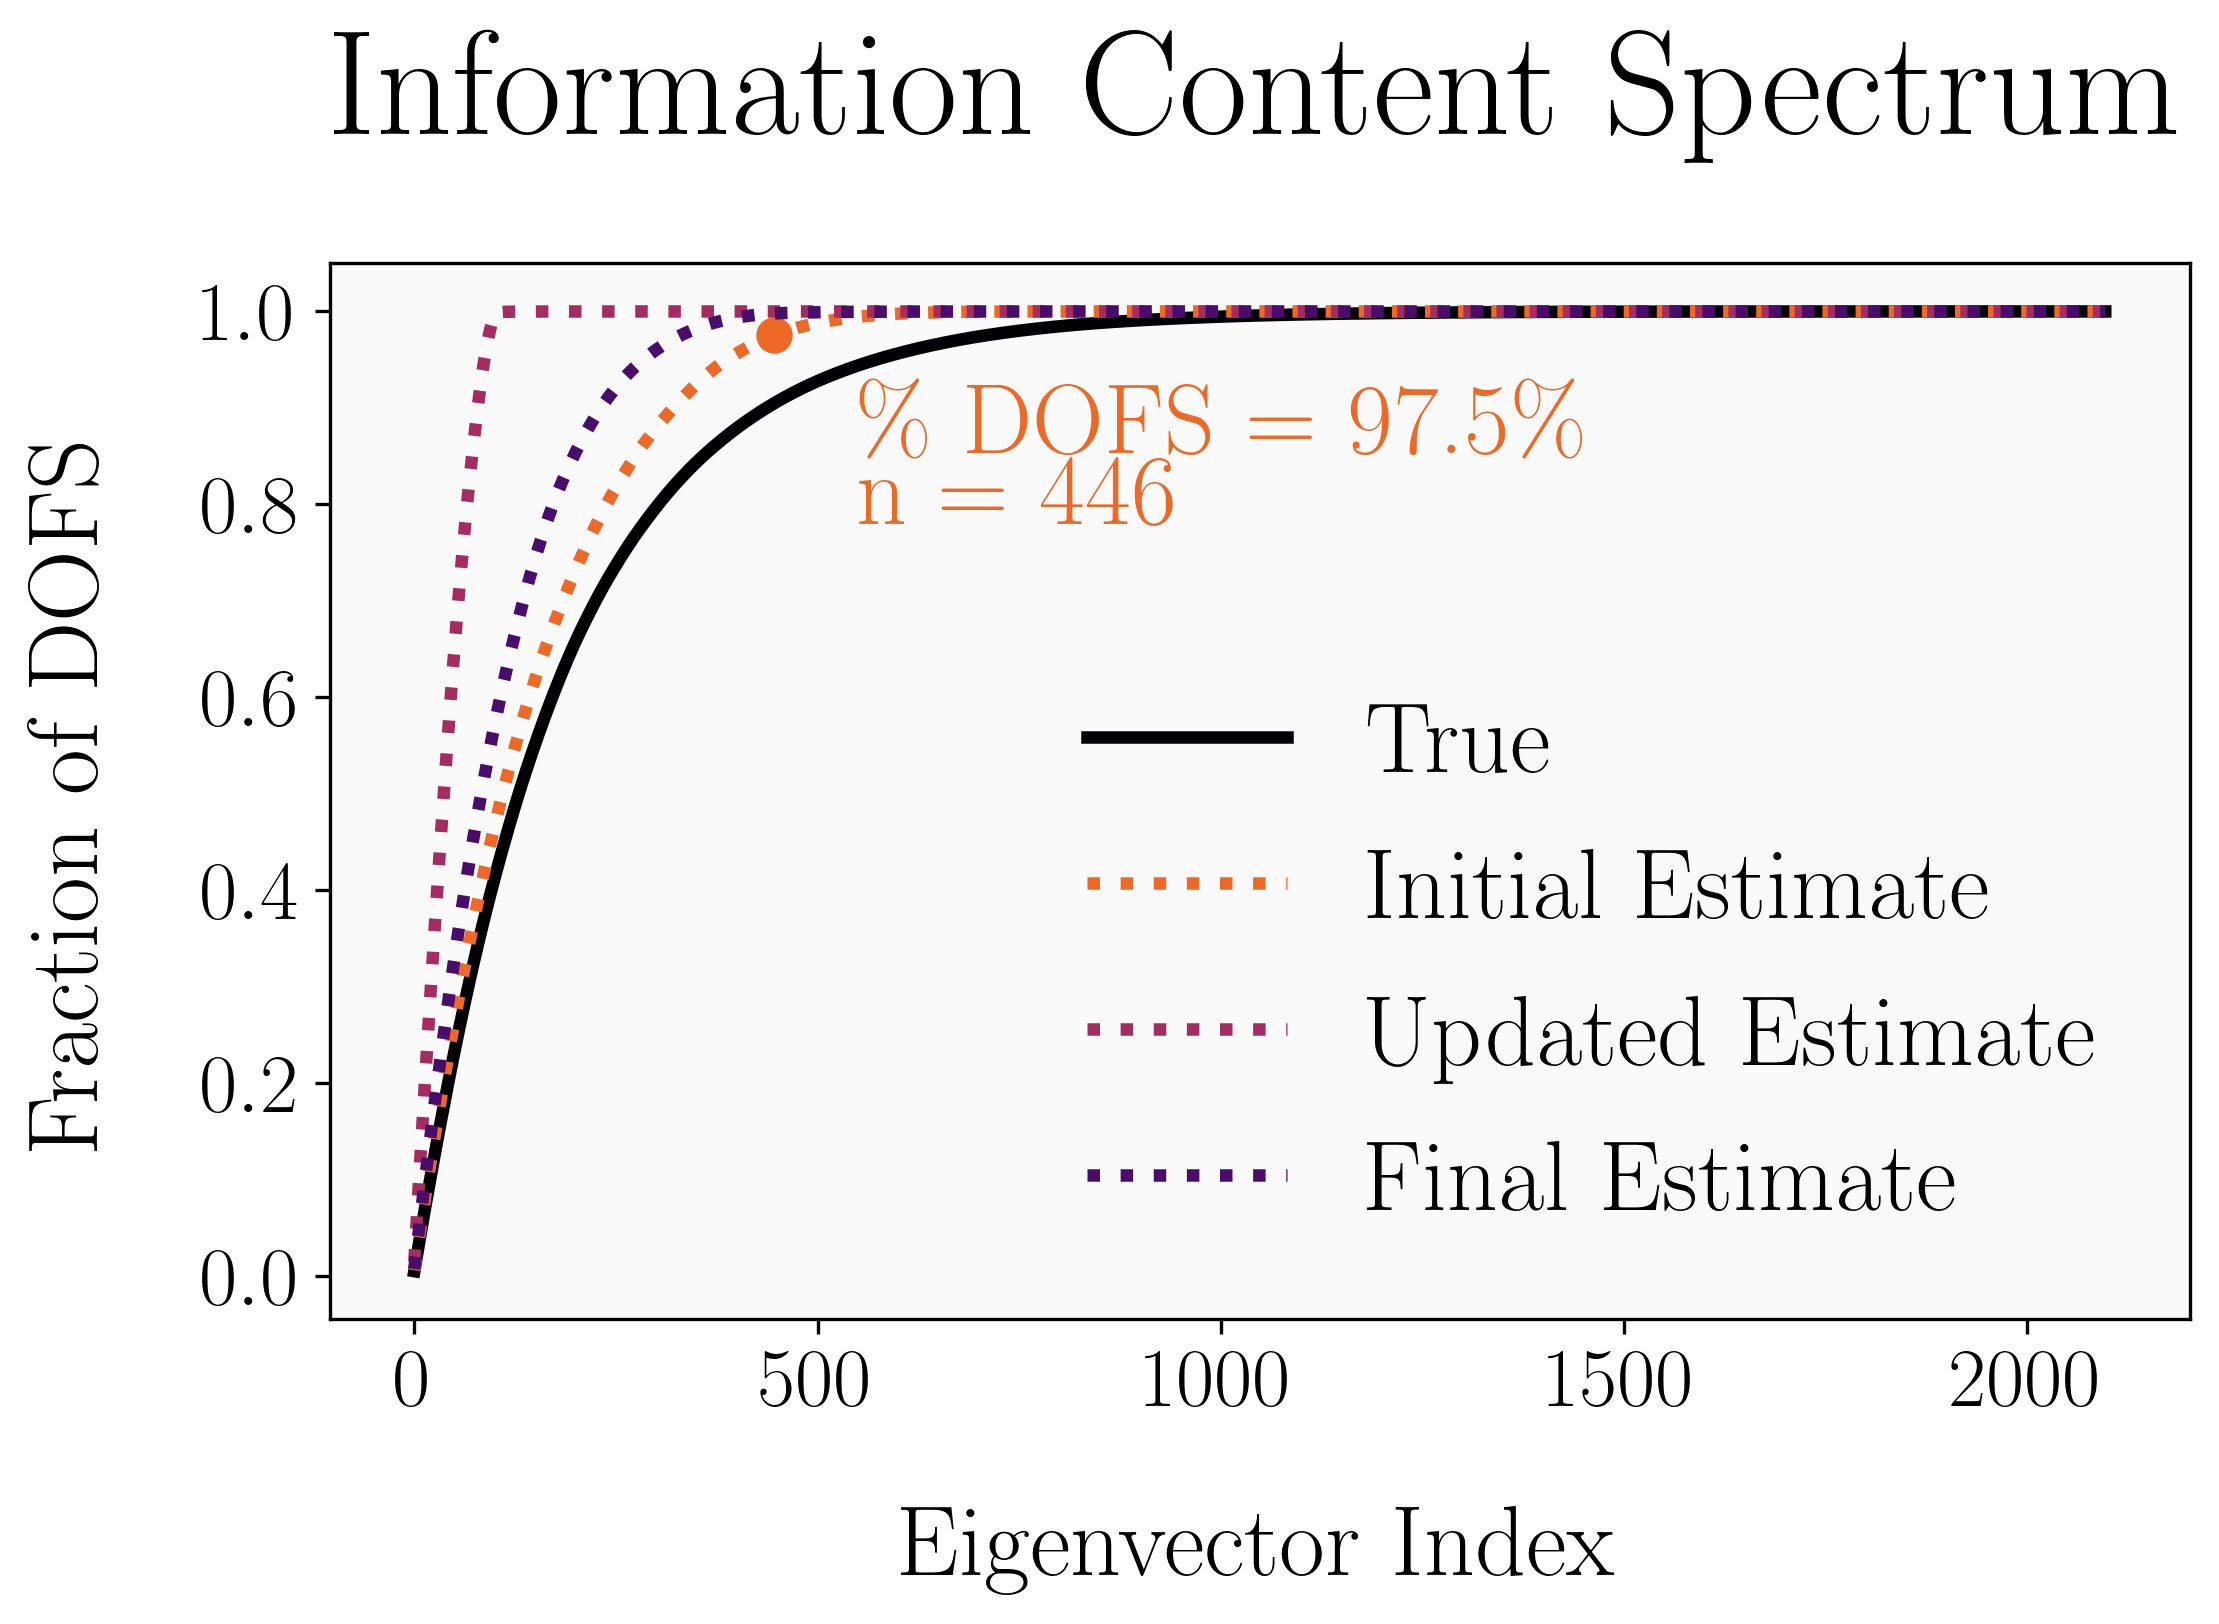 Information Content Spectrum
Fraction of DOFS
1.0
0.8
0.6
0.4
0.2
0.0
% DOFS = 97.5%
n = 446
True
Initial Estimate
Updated Estimate
Final Estimate
0 500 1000 1500 2000
Eigenvector Index